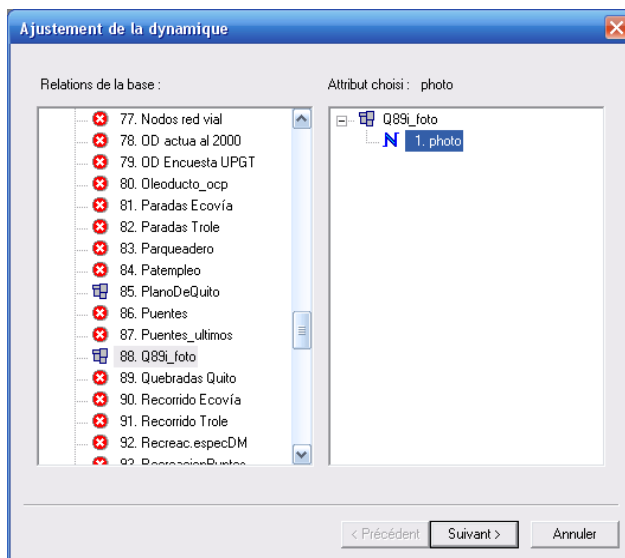 Ajustement de la dynamique
Relations de la base :
Attribut choisi : photo
77. Nodos red vial
78. OD actua al 2000
79. OD Encuesta UPGT
80. Oleoducto_ocp
81. Paradas Ecovía
82. Paradas Trole
83. Parqueadero
84. Patempleo
85. PlanoDeQuito
86. Puentes
87. Puentes_ultimos
88. Q89i_foto
89. Quebradas Quito
90. Recorrido Ecovía
91. Recorrido Trole
92. Recreac.especDM
93. RecreacionPuntos
Q89i_foto
1. photo
< Précédent
Suivant >
Annuler